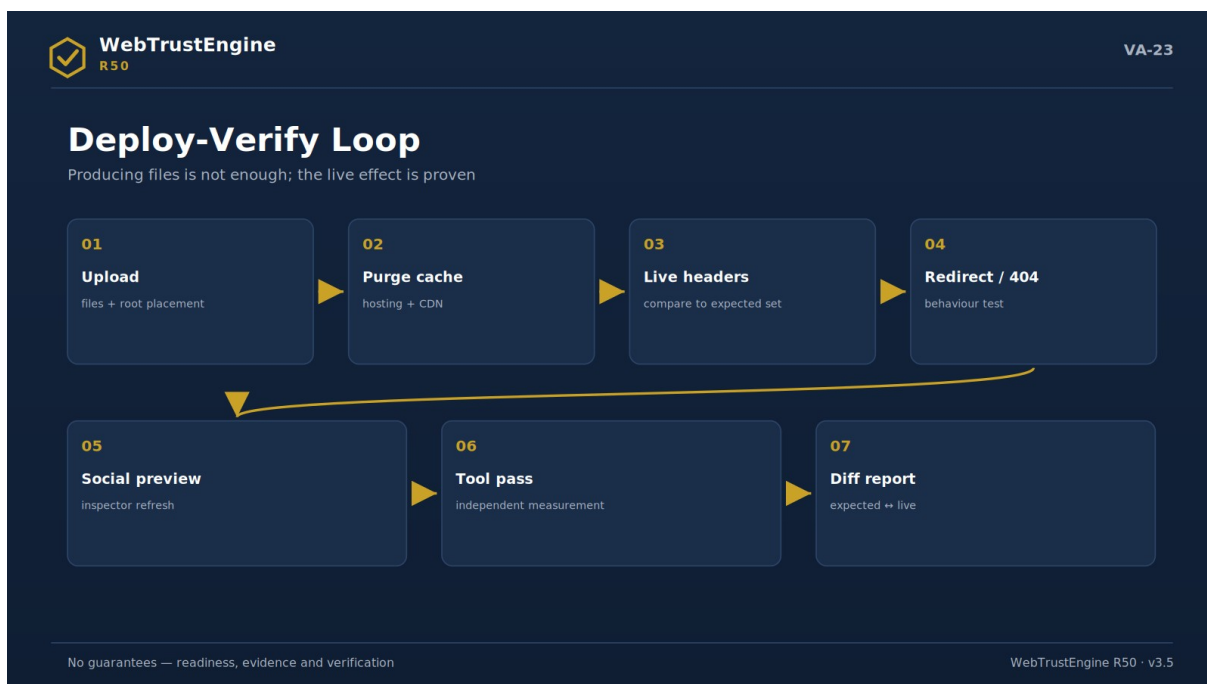 WebTrustEngine
R50
VA-23
Deploy-Verify Loop
Producing files is not enough; the live effect is proven
01
Upload
files + root placement
02
Purge cache
hosting + CDN
03
Live headers
compare to expected set
04
Redirect / 404
behaviour test
05
Social preview
inspector refresh
06
Tool pass
independent measurement
07
Diff report
expected ↔ live
No guarantees — readiness, evidence and verification
WebTrustEngine R50 · v3.5